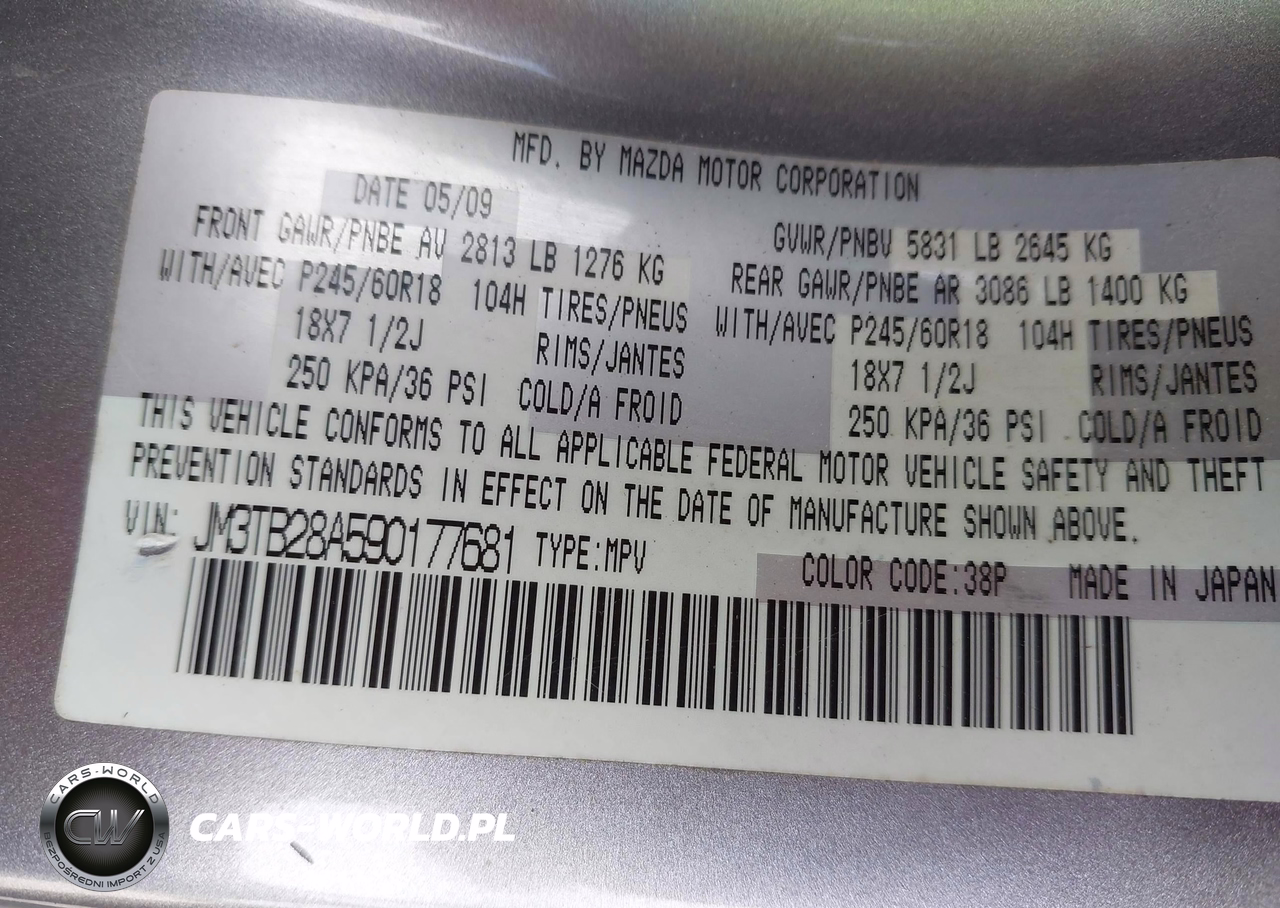 MFD. BY MAZDA MOTOR CORPORATION
DATE 05/09
GVWR/PNBV 5831 LB 2645 KG
FRONT GAWR/PNBE AV 2813 LB 1276 KG
REAR GAWR/PNBE AR 3086 LB 1400 KG
WITH/AVEC P245/60R18 104H TIRES/PNEUS
WITH/AVEC P245/60R18 104H TIRES/PNEUS
18X7 1/2J RIMS/JANTES
18X7 1/2J RIMS/JANTES
250 KPA/36 PSI COLD/A FROID
250 KPA/36 PSI COLD/A FROID
THIS VEHICLE CONFORMS TO ALL APPLICABLE FEDERAL MOTOR VEHICLE SAFETY AND THEFT
PREVENTION STANDARDS IN EFFECT ON THE DATE OF MANUFACTURE SHOWN ABOVE.
VIN: JM3TB28A590177681 TYPE:MPV COLOR CODE:38P MADE IN JAPAN
CARS-WORLD
CW
BEZPOŚREDNI IMPORT Z USA
CARS-WORLD.PL